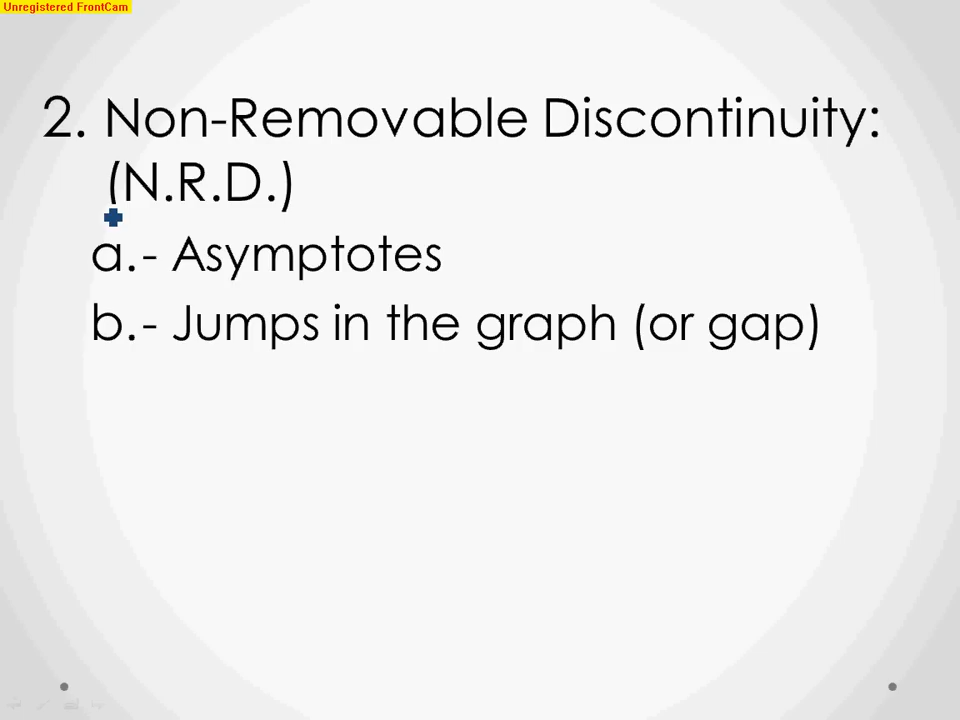 Unregistered FrontCam
2. Non-Removable Discontinuity:
(N.R.D.)
a.- Asymptotes
b.- Jumps in the graph (or gap)